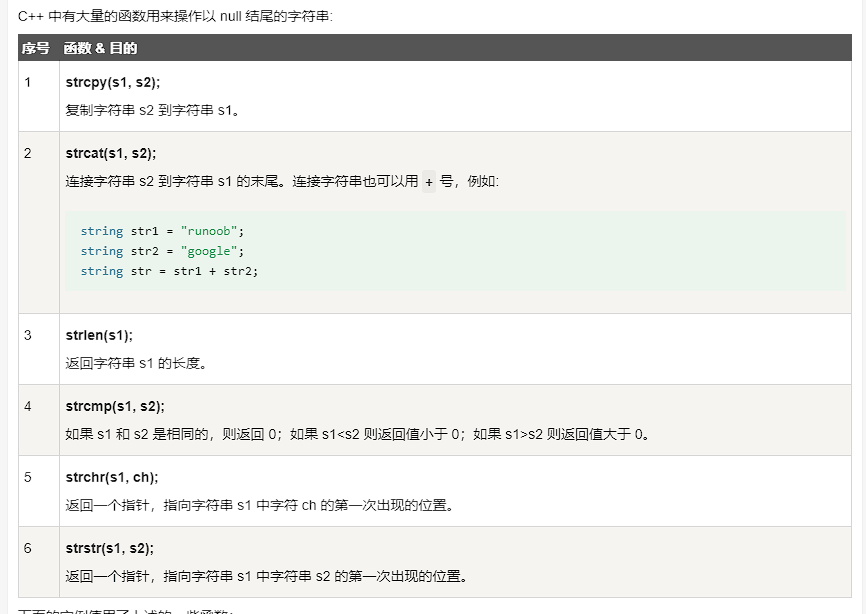 C++ 中有大量的函数用来操作以 null 结尾的字符串:
序号 函数 & 目的
1 strcpy(s1, s2);
复制字符串 s2 到字符串 s1。
2 strcat(s1, s2);
连接字符串 s2 到字符串 s1 的末尾。连接字符串也可以用 + 号，例如:
string str1 = "runoob";
string str2 = "google";
string str = str1 + str2;
3 strlen(s1);
返回字符串 s1 的长度。
4 strcmp(s1, s2);
如果 s1 和 s2 是相同的，则返回 0；如果 s1<s2 则返回值小于 0；如果 s1>s2 则返回值大于 0。
5 strchr(s1, ch);
返回一个指针，指向字符串 s1 中字符 ch 的第一次出现的位置。
6 strstr(s1, s2);
返回一个指针，指向字符串 s1 中字符串 s2 的第一次出现的位置。